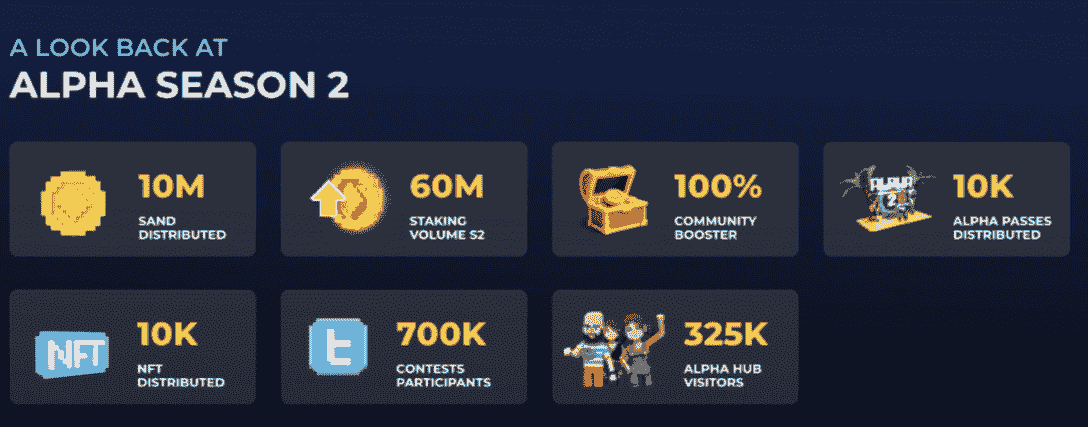 A LOOK BACK AT
ALPHA SEASON 2
10M
SAND
DISTRIBUTED
60M
STAKING
VOLUME S2
100%
COMMUNITY
BOOSTER
ALPHA
2
10K
ALPHA PASSES
DISTRIBUTED
NFT
10K
NFT
DISTRIBUTED
t
700K
CONTESTS
PARTICIPANTS
325K
ALPHA HUB
VISITORS